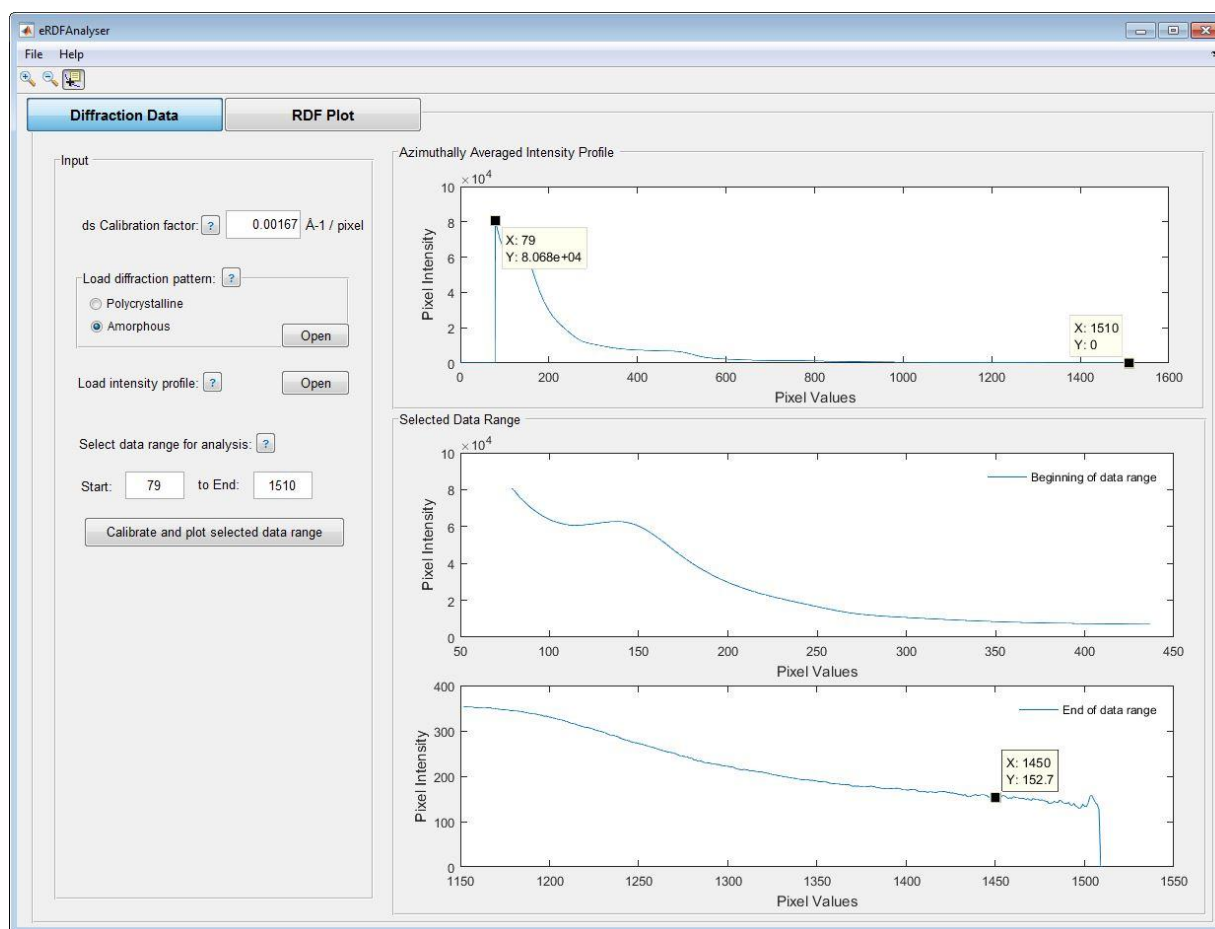 eRDFAnalyser
File Help
Diffraction Data
RDF Plot
Input
ds Calibration factor: ? 0.00167 Å-1 / pixel
Load diffraction pattern: ?
Polycrystalline
Amorphous
Open
Load intensity profile: ? Open
Select data range for analysis: ?
Start: 79 to End: 1510
Calibrate and plot selected data range
Azimuthally Averaged Intensity Profile
×10^4
10
8
6
4
2
0
Pixel Intensity
X: 79
Y: 8.068e+04
X: 1510
Y: 0
0 200 400 600 800 1000 1200 1400 1600
Pixel Values
Selected Data Range
×10^4
10
8
6
4
2
0
Pixel Intensity
Beginning of data range
50 100 150 200 250 300 350 400 450
Pixel Values
400
300
200
100
0
Pixel Intensity
End of data range
X: 1450
Y: 152.7
1150 1200 1250 1300 1350 1400 1450 1500 1550
Pixel Values